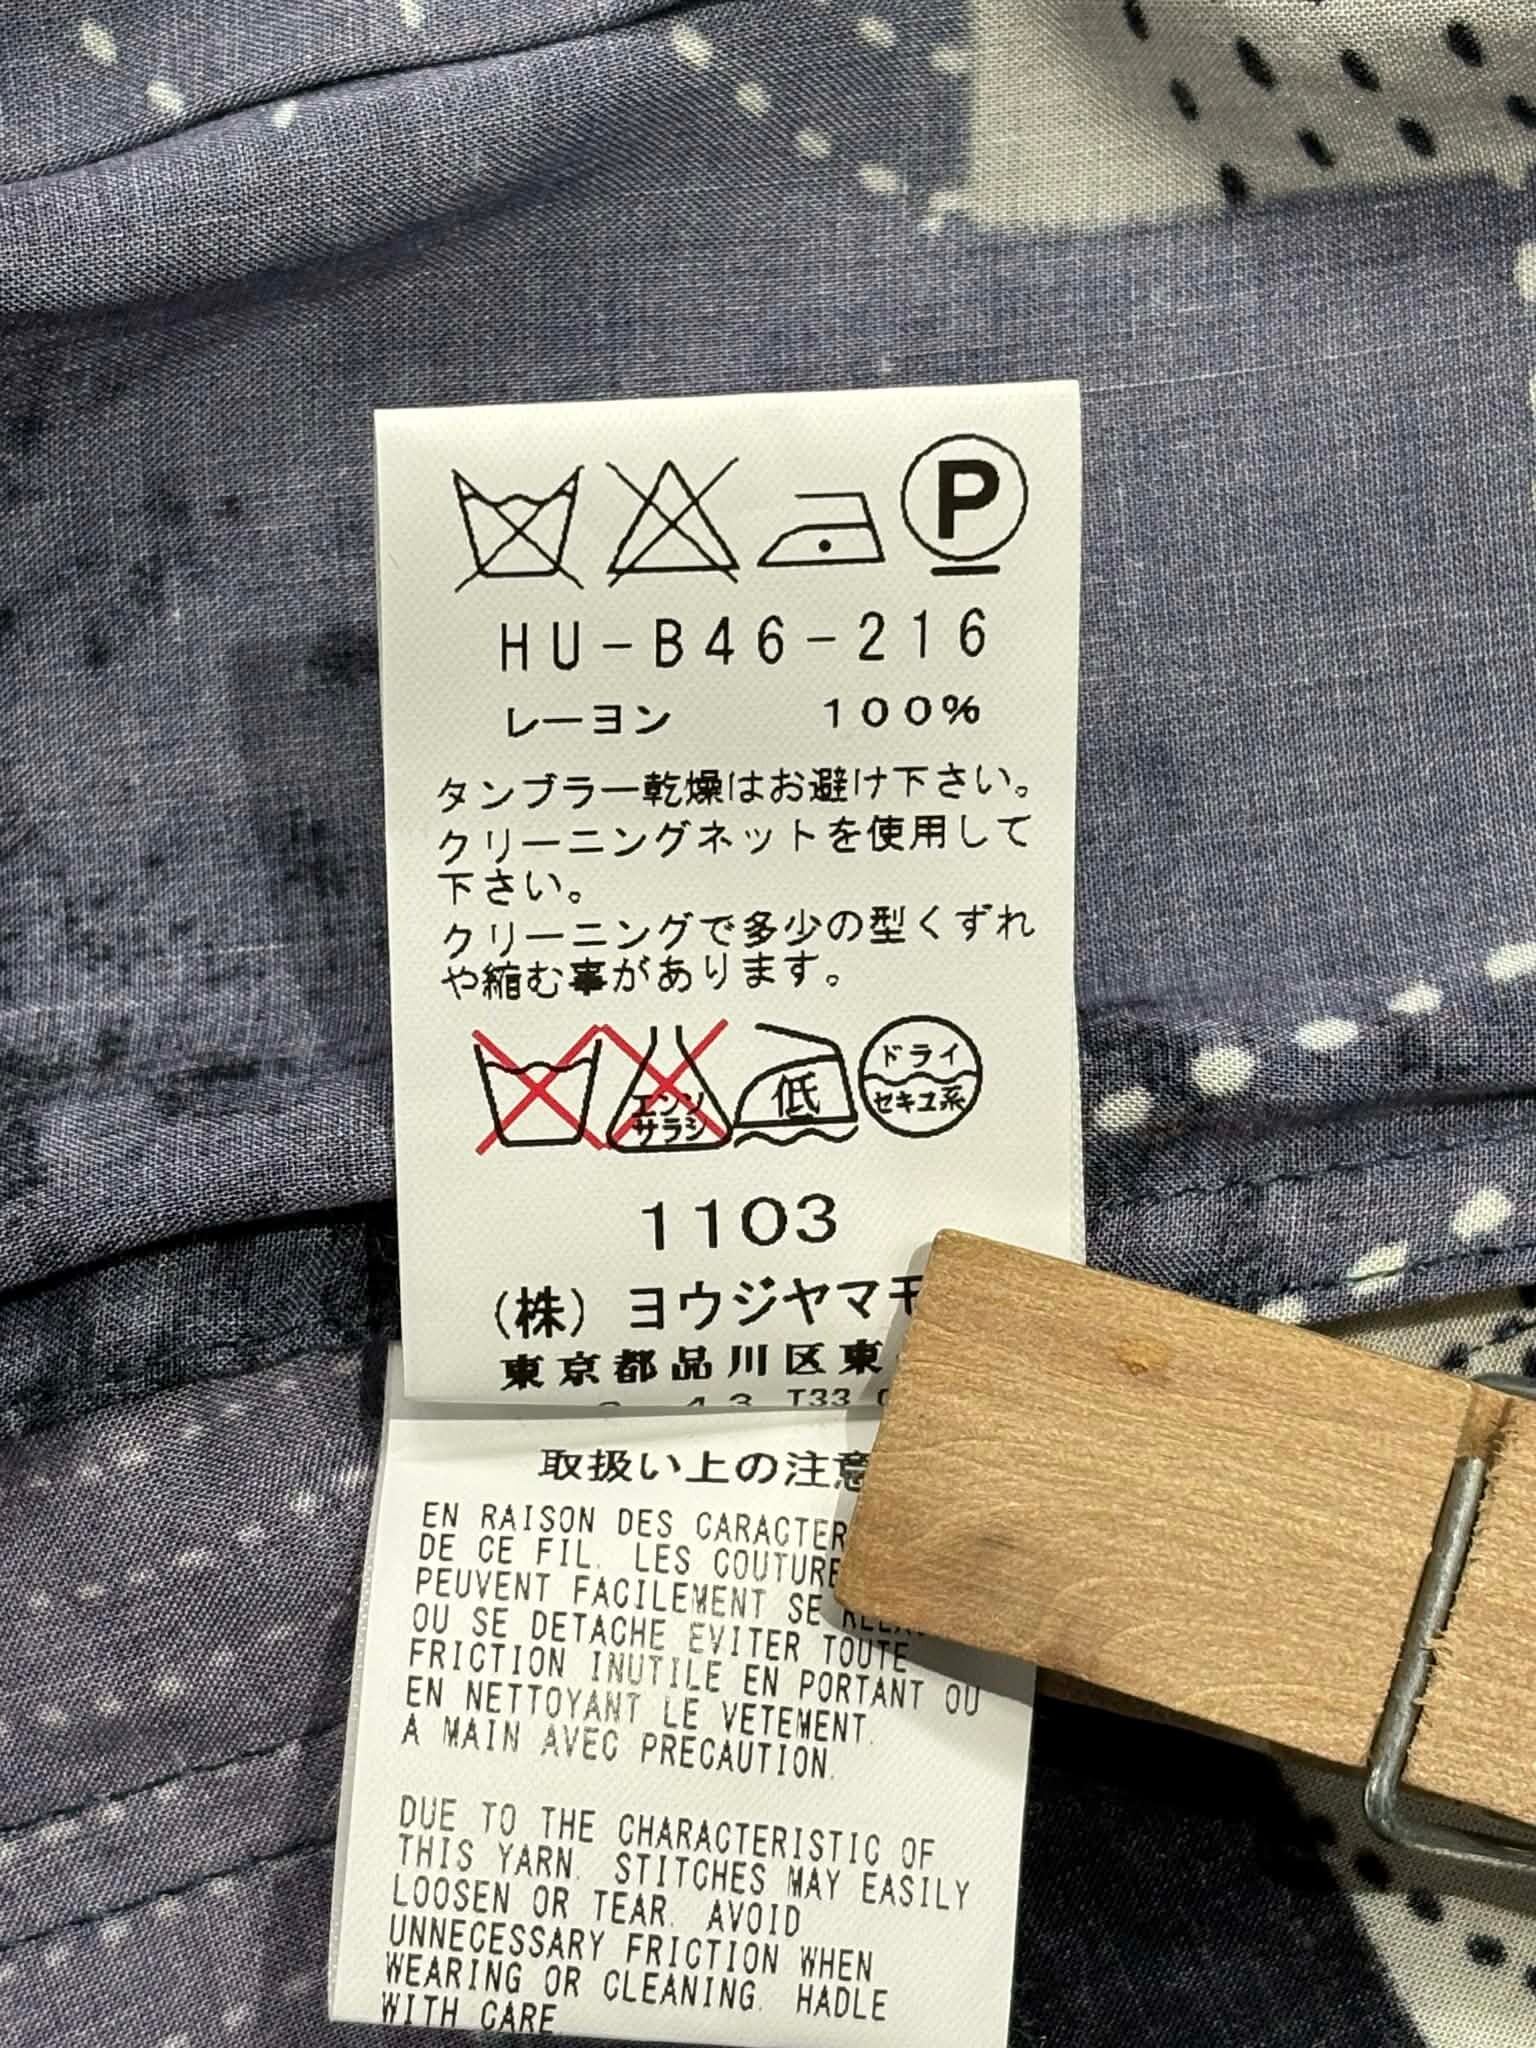 P
HU-B46-216
レーヨン 100%
タンブラー乾燥はお避け下さい。
クリーニングネットを使用して
下さい。
クリーニングで多少の型くずれ
や縮む事があります。
エンソ
サラシ
低
ドライ
セキユ系
1103
(株) ヨウジヤマモ
東京都品川区東
T33
取扱い上の注意
EN RAISON DES CARACTER
DE CE FIL. LES COUTURE
PEUVENT FACILEMENT SE
OU SE DETACHE EVITER TOUTE
FRICTION INUTILE EN PORTANT OU
EN NETTOYANT LE VETEMENT.
A MAIN AVEC PRECAUTION.
DUE TO THE CHARACTERISTIC OF
THIS YARN. STITCHES MAY EASILY
LOOSEN OR TEAR. AVOID
UNNECESSARY FRICTION WHEN
WEARING OR CLEANING. HADLE
WITH CARE.